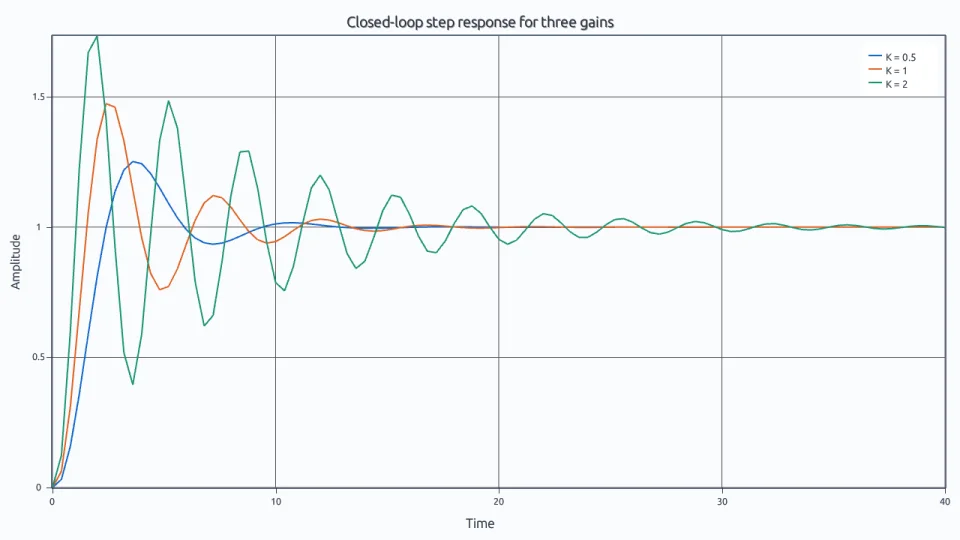 Closed-loop step response for three gains
K = 0.5
K = 1
K = 2
1.5
1
0.5
0
Amplitude
0 10 20 30 40
Time